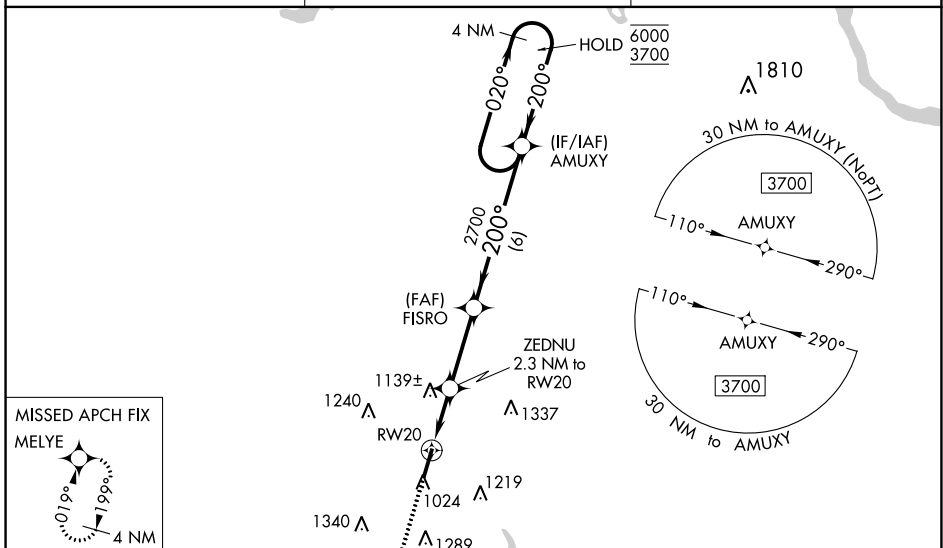 4 NM
HOLD
6000
3700
020°
200°
(IF/IAF)
AMUXY
2700
200°
(6)
(FAF)
FISRO
ZEDNU
2.3 NM to
RW20
1139±
1240
1337
RW20
1024
1219
1340
1289
1810
30 NM to AMUXY (NoPT)
3700
AMUXY
110°
290°
110°
290°
AMUXY
3700
30 NM to AMUXY
MISSED APCH FIX
MELYE
019°
199°
4 NM